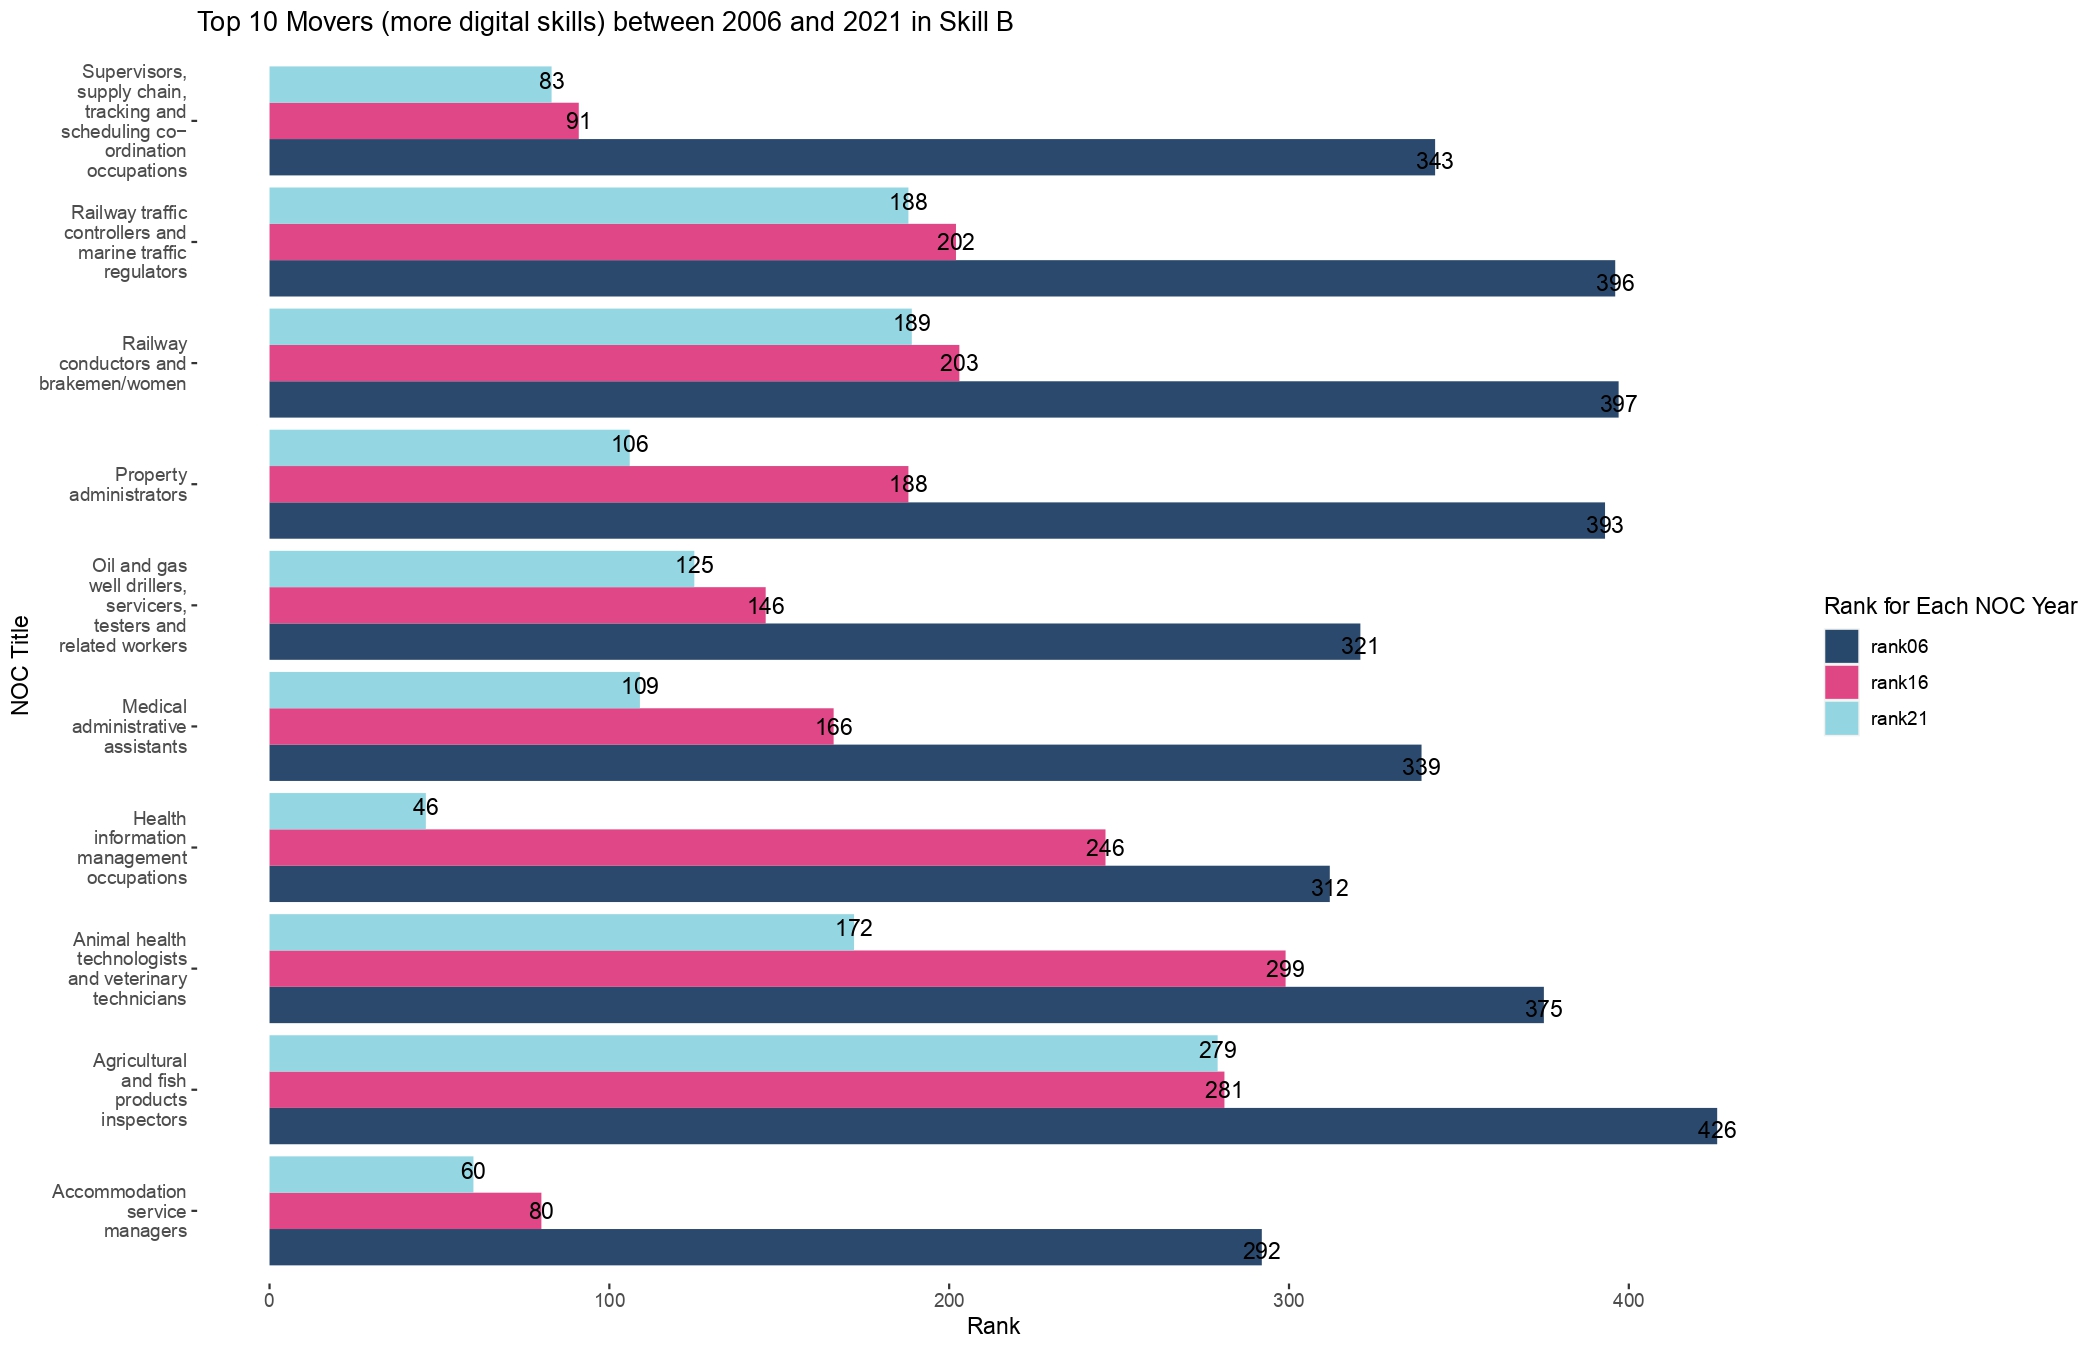 Top 10 Movers (more digital skills) between 2006 and 2021 in Skill B
NOC Title
Supervisors,
supply chain,
tracking and
scheduling co−
ordination
occupations
83
91
343
Railway traffic
controllers and
marine traffic
regulators
188
202
396
Railway
conductors and
brakemen/women
189
203
397
Property
administrators
106
188
393
Oil and gas
well drillers,
servicers,
testers and
related workers
125
146
321
Medical
administrative
assistants
109
166
339
Health
information
management
occupations
46
246
312
Animal health
technologists
and veterinary
technicians
172
299
375
Agricultural
and fish
products
inspectors
279
281
426
Accommodation
service
managers
60
80
292
0 100 200 300 400
Rank
Rank for Each NOC Year
rank06
rank16
rank21